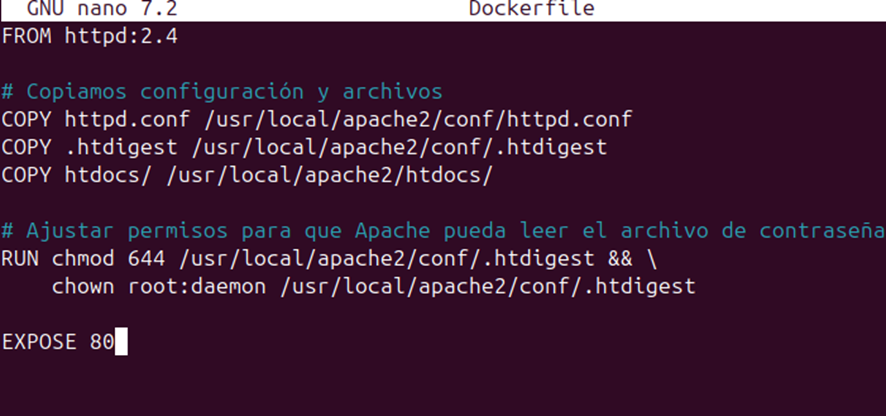 GNU nano 7.2 Dockerfile
FROM httpd:2.4
# Copiamos configuración y archivos
COPY httpd.conf /usr/local/apache2/conf/httpd.conf
COPY .htdigest /usr/local/apache2/conf/.htdigest
COPY htdocs/ /usr/local/apache2/htdocs/
# Ajustar permisos para que Apache pueda leer el archivo de contraseña
RUN chmod 644 /usr/local/apache2/conf/.htdigest && \
chown root:daemon /usr/local/apache2/conf/.htdigest
EXPOSE 80